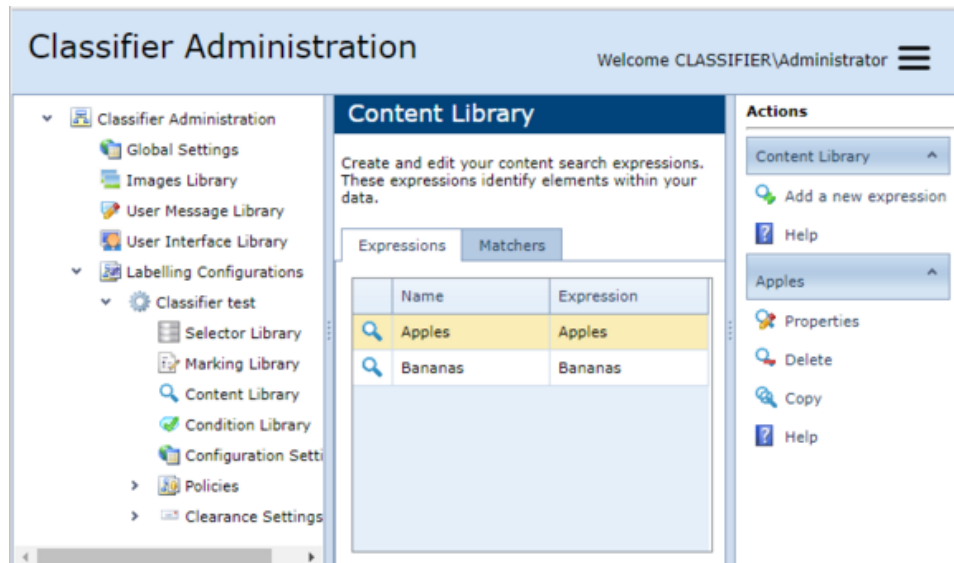 Classifier Administration
Welcome CLASSIFIER\Administrator
Classifier Administration
Global Settings
Images Library
User Message Library
User Interface Library
Labelling Configurations
Classifier test
Selector Library
Marking Library
Content Library
Condition Library
Configuration Setti
Policies
Clearance Settings
Content Library
Create and edit your content search expressions.
These expressions identify elements within your
data.
Expressions Matchers
Name Expression
Apples Apples
Bananas Bananas
Actions
Content Library
Add a new expression
Help
Apples
Properties
Delete
Copy
Help